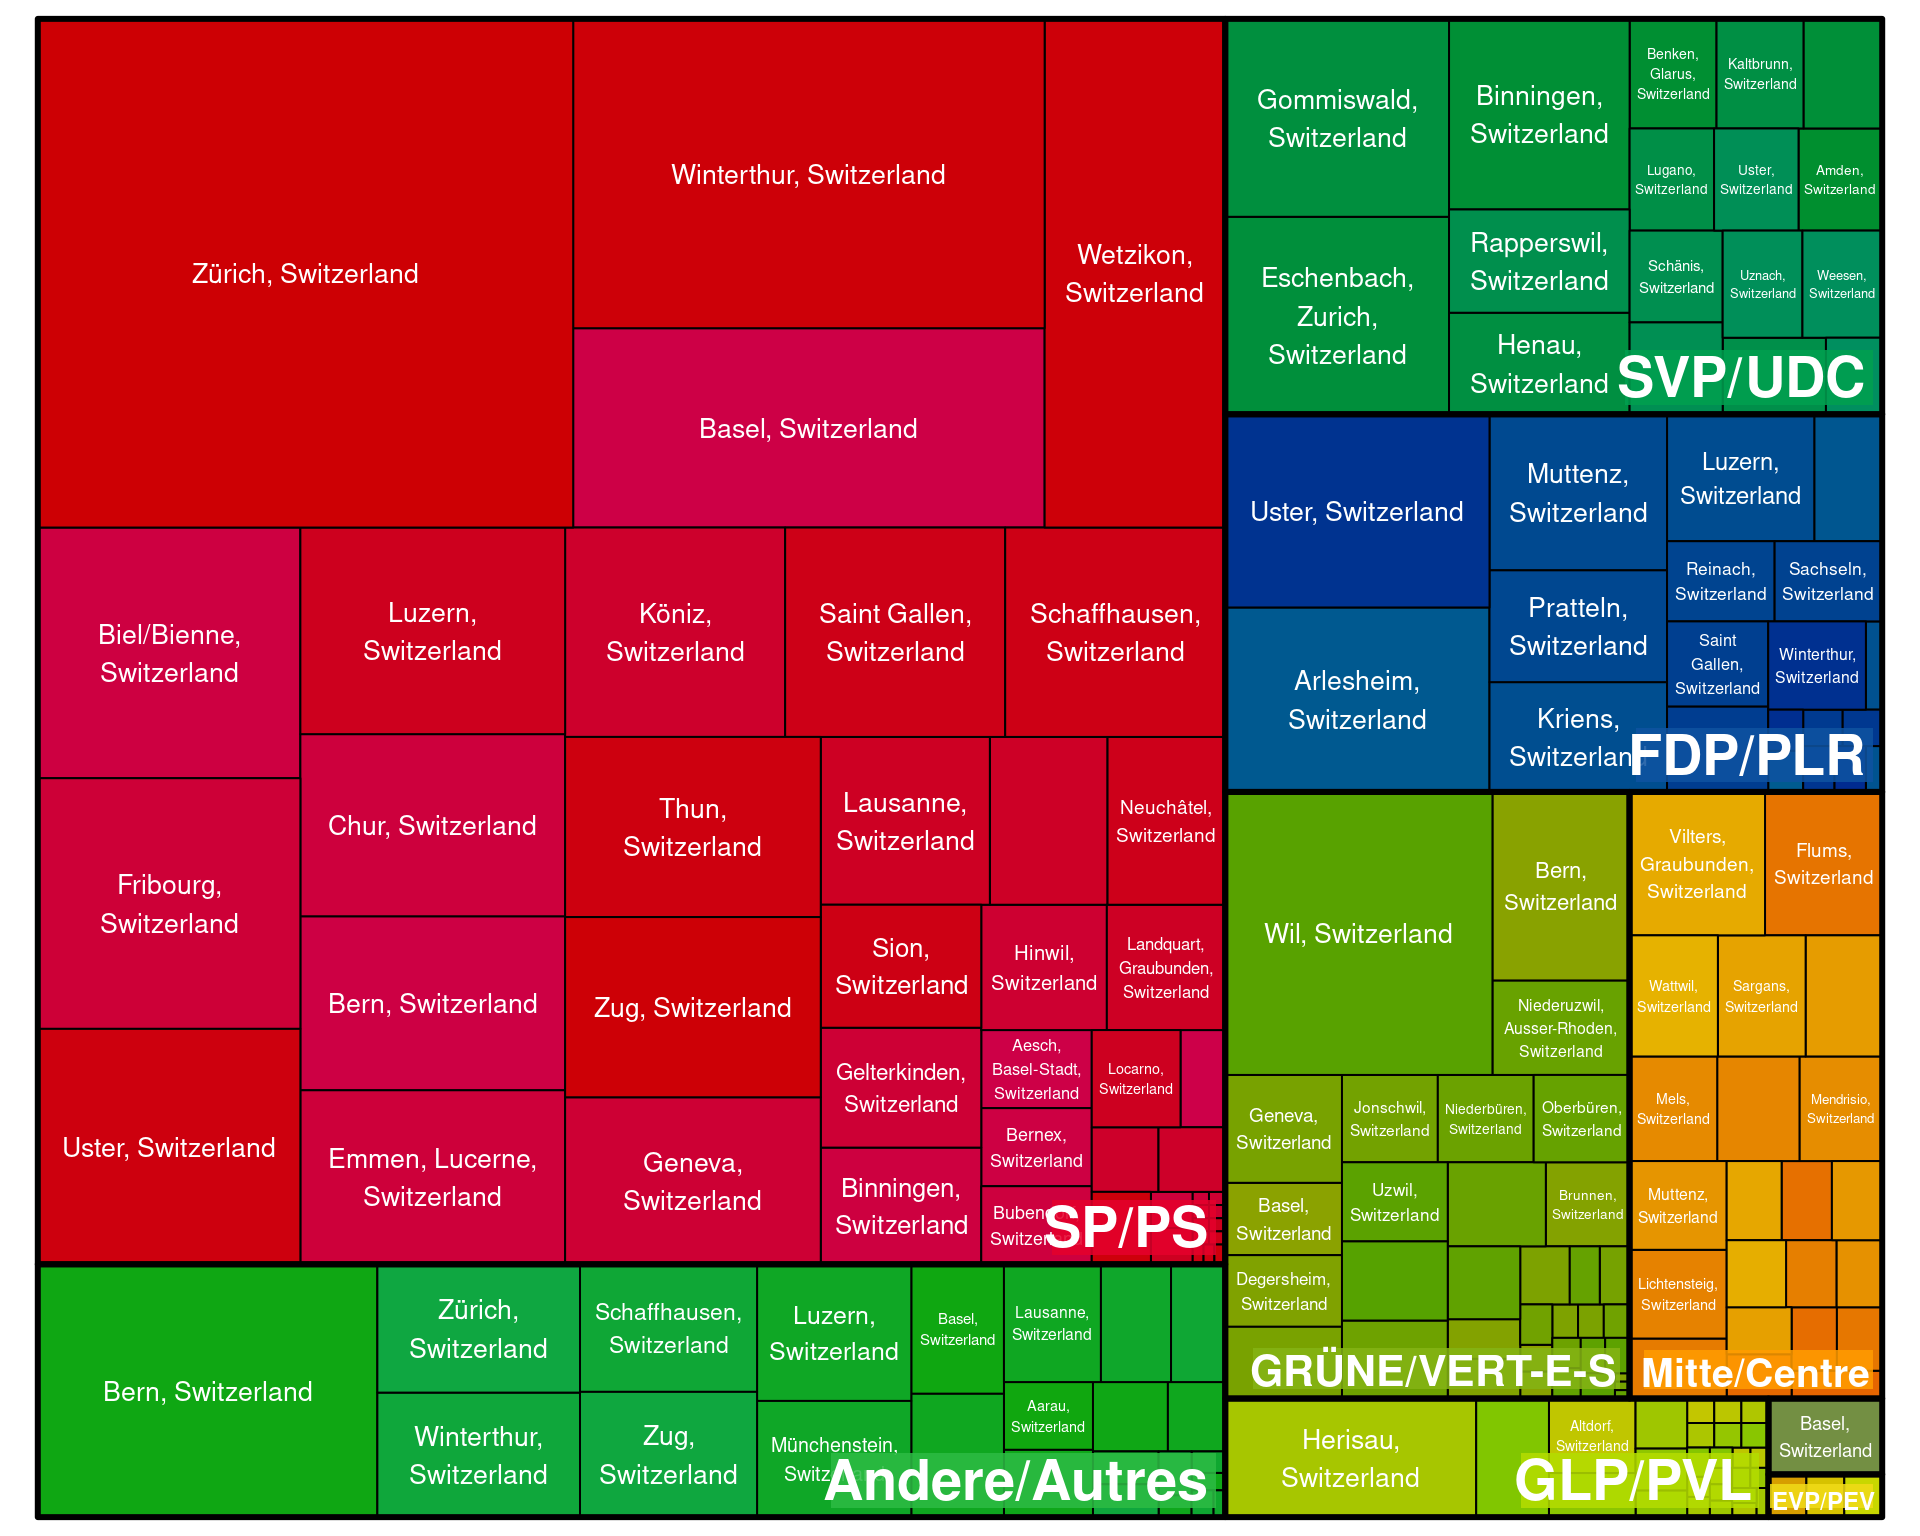 Zürich, Switzerland
Winterthur, Switzerland
Basel, Switzerland
Wetzikon,
Switzerland
Biel/Bienne,
Switzerland
Fribourg,
Switzerland
Uster, Switzerland
Luzern,
Switzerland
Chur, Switzerland
Bern, Switzerland
Emmen, Lucerne,
Switzerland
Köniz,
Switzerland
Saint Gallen,
Switzerland
Schaffhausen,
Switzerland
Thun,
Switzerland
Zug, Switzerland
Geneva,
Switzerland
Lausanne,
Switzerland
Neuchâtel,
Switzerland
Sion,
Switzerland
Hinwil,
Switzerland
Landquart,
Graubunden,
Switzerland
Gelterkinden,
Switzerland
Binningen,
Switzerland
Aesch,
Basel-Stadt,
Switzerland
Bernex,
Switzerland
Locarno,
Switzerland
SP/PS
Bern, Switzerland
Zürich,
Switzerland
Winterthur,
Switzerland
Schaffhausen,
Switzerland
Zug,
Switzerland
Luzern,
Switzerland
Münchenstein,
Basel,
Switzerland
Lausanne,
Switzerland
Aarau,
Switzerland
Andere/Autres
Gommiswald,
Switzerland
Eschenbach,
Zurich,
Switzerland
Binningen,
Switzerland
Rapperswil,
Switzerland
Henau,
Switzerland
Benken,
Glarus,
Switzerland
Kaltbrunn,
Switzerland
Lugano,
Switzerland
Uster,
Switzerland
Amden,
Switzerland
Schänis,
Switzerland
Uznach,
Switzerland
Weesen,
Switzerland
SVP/UDC
Uster, Switzerland
Arlesheim,
Switzerland
Muttenz,
Switzerland
Pratteln,
Switzerland
Kriens,
Switzerland
Luzern,
Switzerland
Reinach,
Switzerland
Sachseln,
Switzerland
Saint
Gallen,
Switzerland
Winterthur,
Switzerland
FDP/PLR
Wil, Switzerland
Bern,
Switzerland
Niederuzwil,
Ausser-Rhoden,
Switzerland
Geneva,
Switzerland
Basel,
Switzerland
Degersheim,
Switzerland
Jonschwil,
Switzerland
Niederbüren,
Switzerland
Oberbüren,
Switzerland
Uzwil,
Switzerland
Brunnen,
Switzerland
GRÜNE/VERT-E-S
Vilters,
Graubunden,
Switzerland
Flums,
Switzerland
Wattwil,
Switzerland
Sargans,
Switzerland
Mels,
Switzerland
Mendrisio,
Switzerland
Muttenz,
Switzerland
Lichtensteig,
Switzerland
Mitte/Centre
Herisau,
Switzerland
Altdorf,
Switzerland
GLP/PVL
Basel,
Switzerland
EVP/PEV